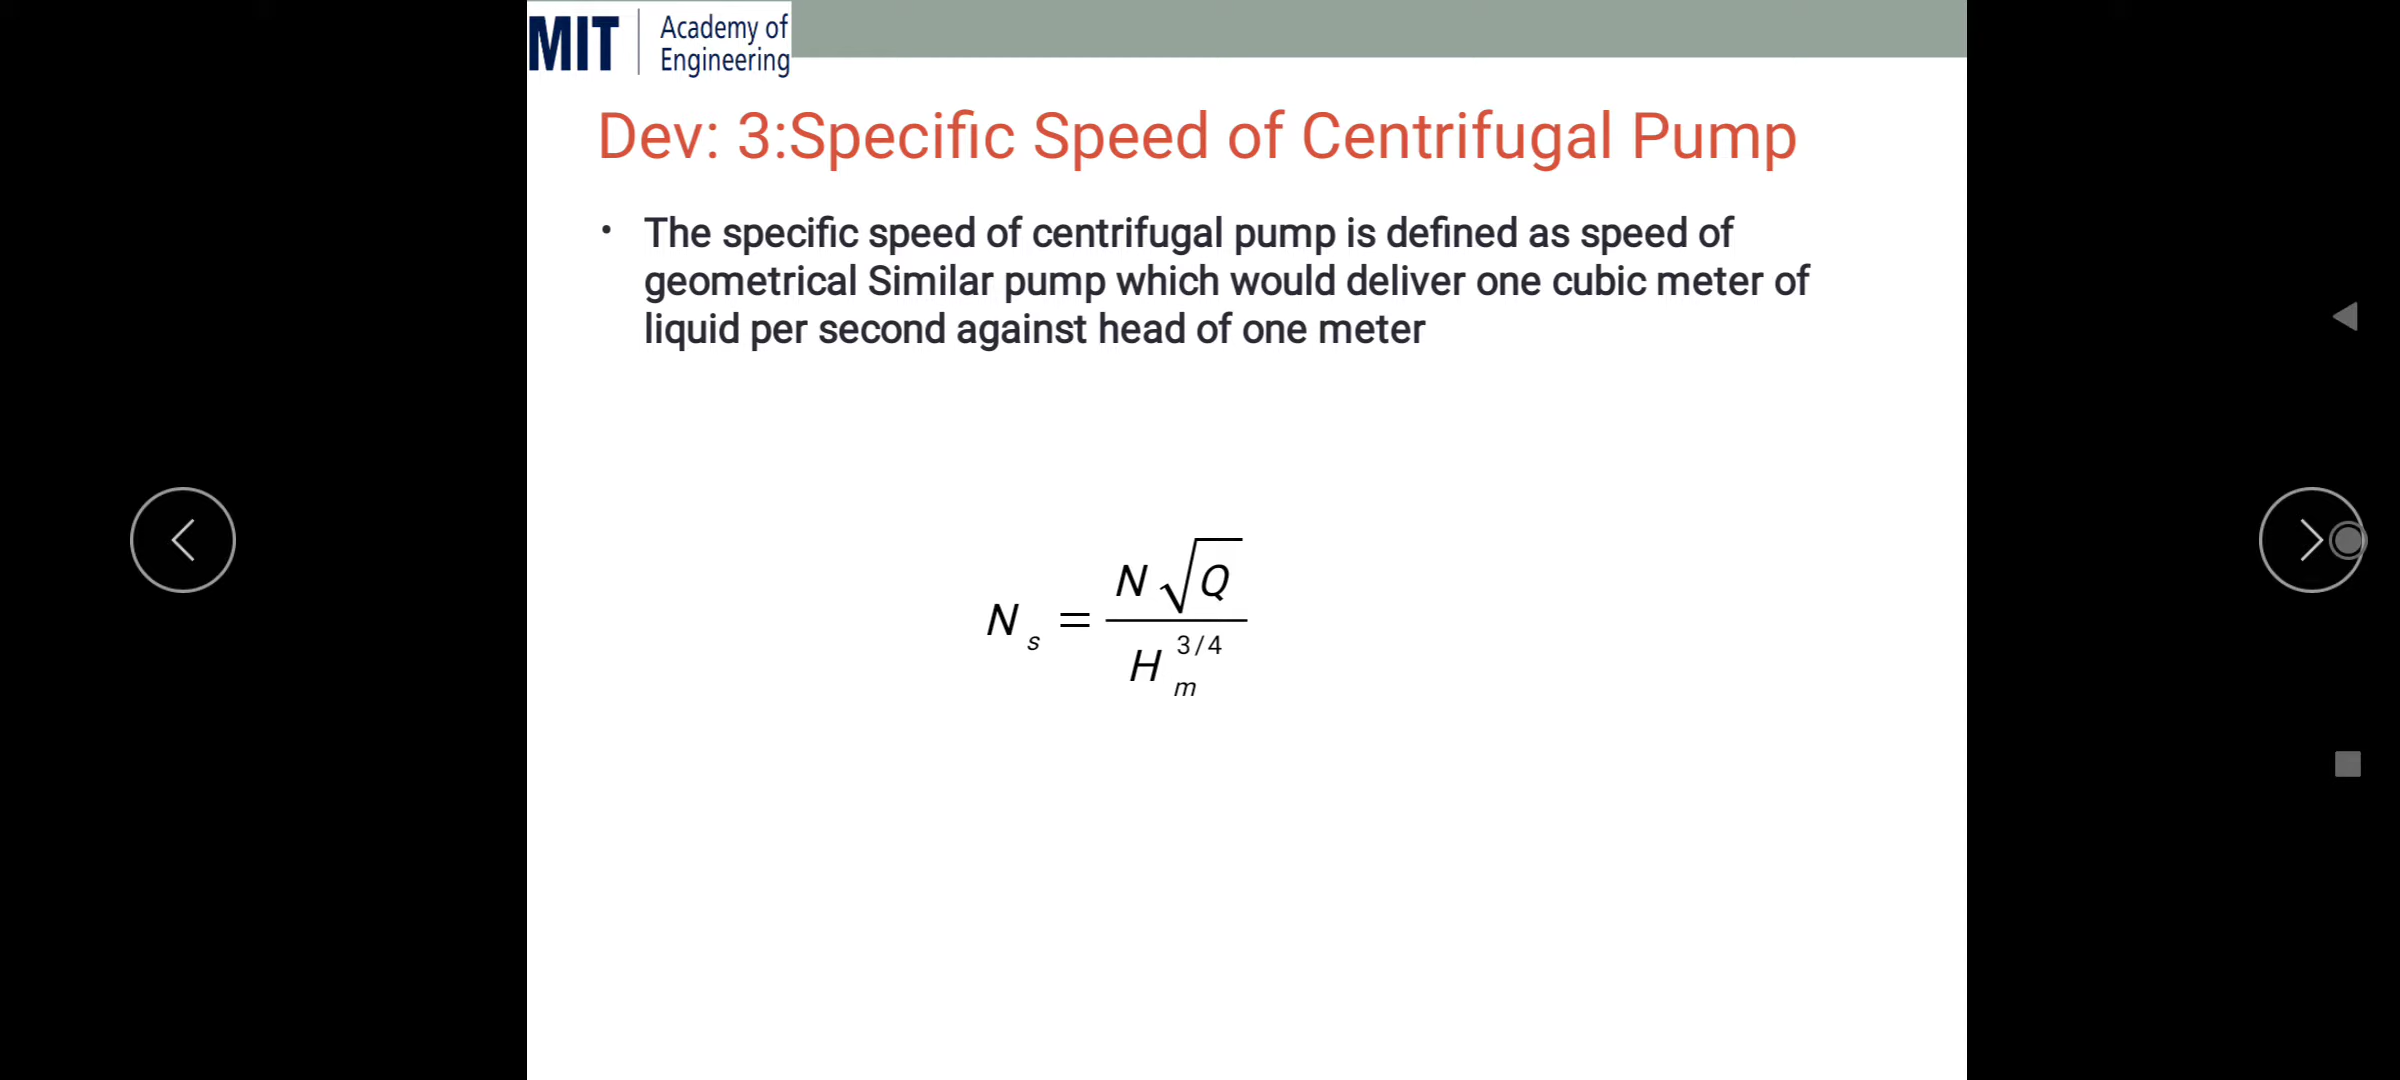 MIT Academy of
Engineering
Dev: 3:Specific Speed of Centrifugal Pump
• The specific speed of centrifugal pump is defined as speed of
geometrical Similar pump which would deliver one cubic meter of
liquid per second against head of one meter
N_s = N√Q / H_m^{3/4}